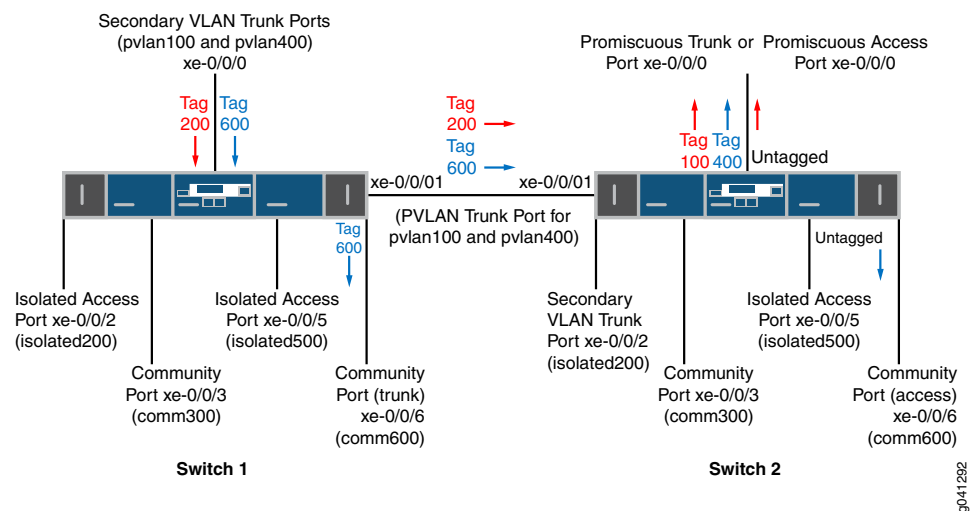 Secondary VLAN Trunk Ports
(pvlan100 and pvlan400)
xe-0/0/0
Promiscuous Trunk or
Port xe-0/0/0
Promiscuous Access
Port xe-0/0/0
Tag
200
Tag
600
Tag
200
Tag
600
Tag
100
Tag
400
Untagged
xe-0/0/01
xe-0/0/01
(PVLAN Trunk Port for
pvlan100 and pvlan400)
Tag
600
Untagged
Isolated Access
Port xe-0/0/2
(isolated200)
Isolated Access
Port xe-0/0/5
(isolated500)
Community
Port xe-0/0/3
(comm300)
Community
Port (trunk)
xe-0/0/6
(comm600)
Switch 1
Secondary
VLAN Trunk
Port xe-0/0/2
(isolated200)
Isolated Access
Port xe-0/0/5
(isolated500)
Community
Port xe-0/0/3
(comm300)
Community
Port (access)
xe-0/0/6
(comm600)
Switch 2
g041292